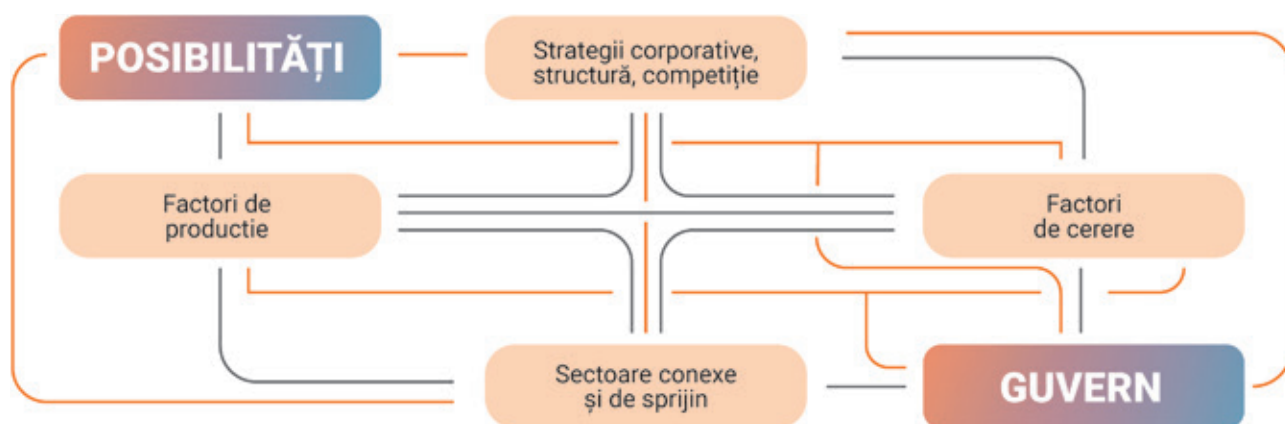 POSIBILITĂȚI
Strategii corporative,
structură, competiție
Factori de
productie
Factori
de cerere
Sectoare conexe
și de sprijin
GUVERN